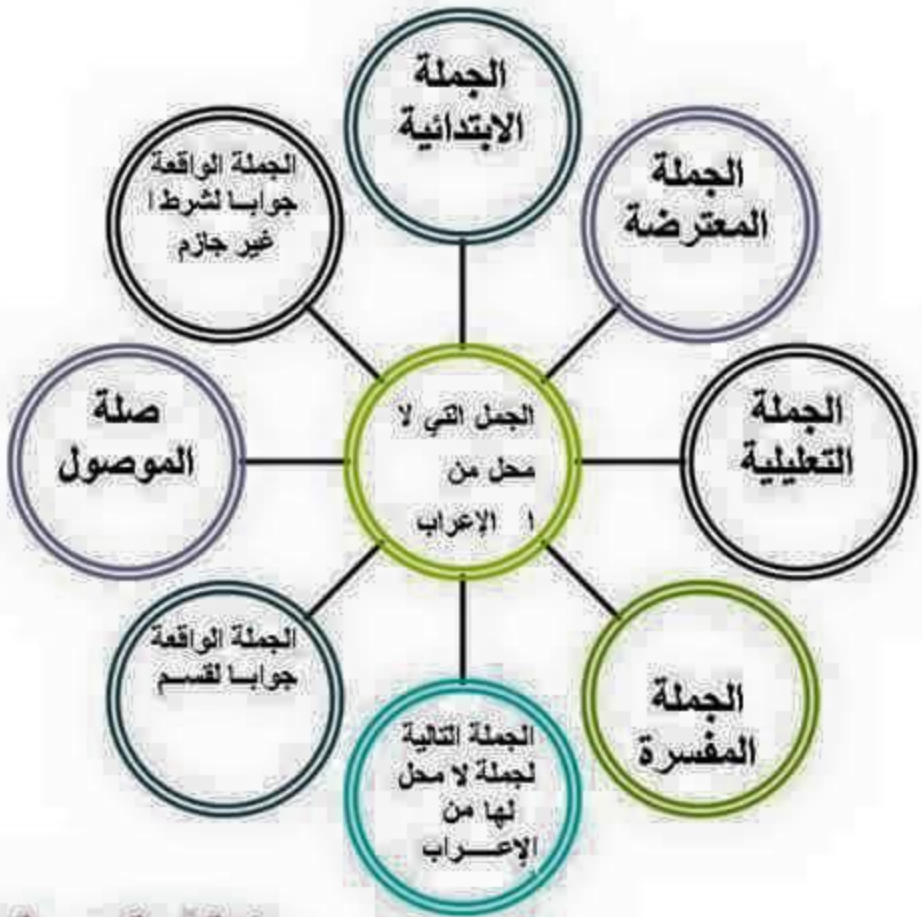 الجملة
الابتدائية
الجملة
المعترضة
الجملة
التعليلية
الجملة
المفسرة
الجملة التالية
لجملة لا محل
لها من
الإعــــراب
الجملة الواقعة
جوابــا لقســم
صلة
الموصول
الجملة الواقعة
جوابــا لشرط ا
غير جازم
الجمل التي لا
محل من
ا الإعراب